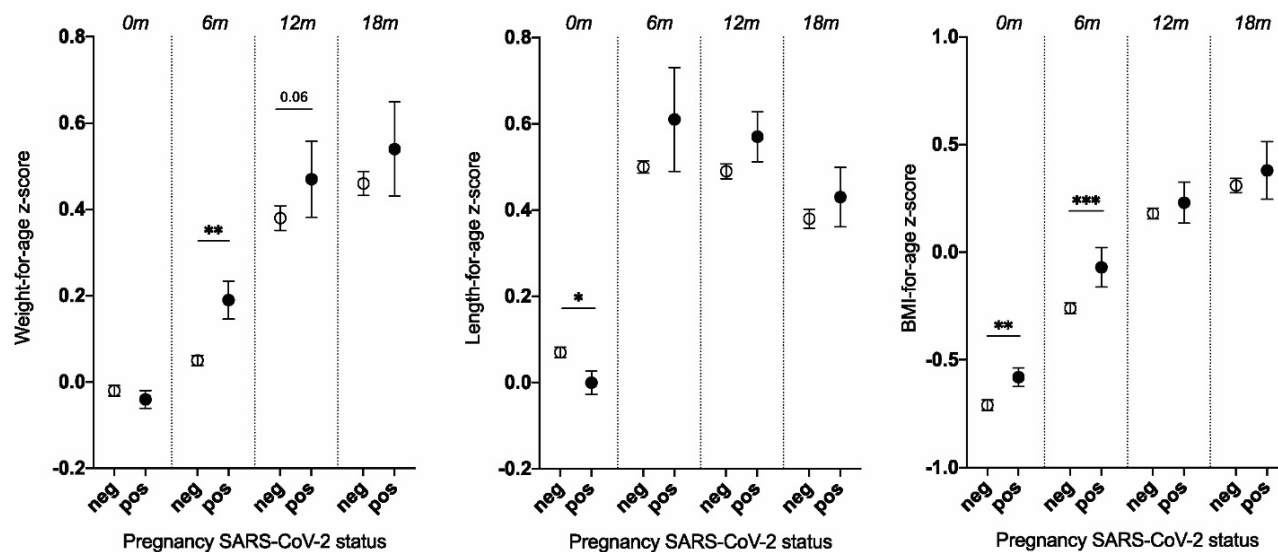 0m 6m 12m 18m
Weight-for-age z-score
0.8
0.6
0.4
0.2
0.0
-0.2
**
0.06
neg pos neg pos neg pos neg pos
Pregnancy SARS-CoV-2 status
0m 6m 12m 18m
Length-for-age z-score
0.8
0.6
0.4
0.2
0.0
-0.2
*
neg pos neg pos neg pos neg pos
Pregnancy SARS-CoV-2 status
0m 6m 12m 18m
BMI-for-age z-score
1.0
0.5
0.0
-0.5
-1.0
**
***
neg pos neg pos neg pos neg pos
Pregnancy SARS-CoV-2 status